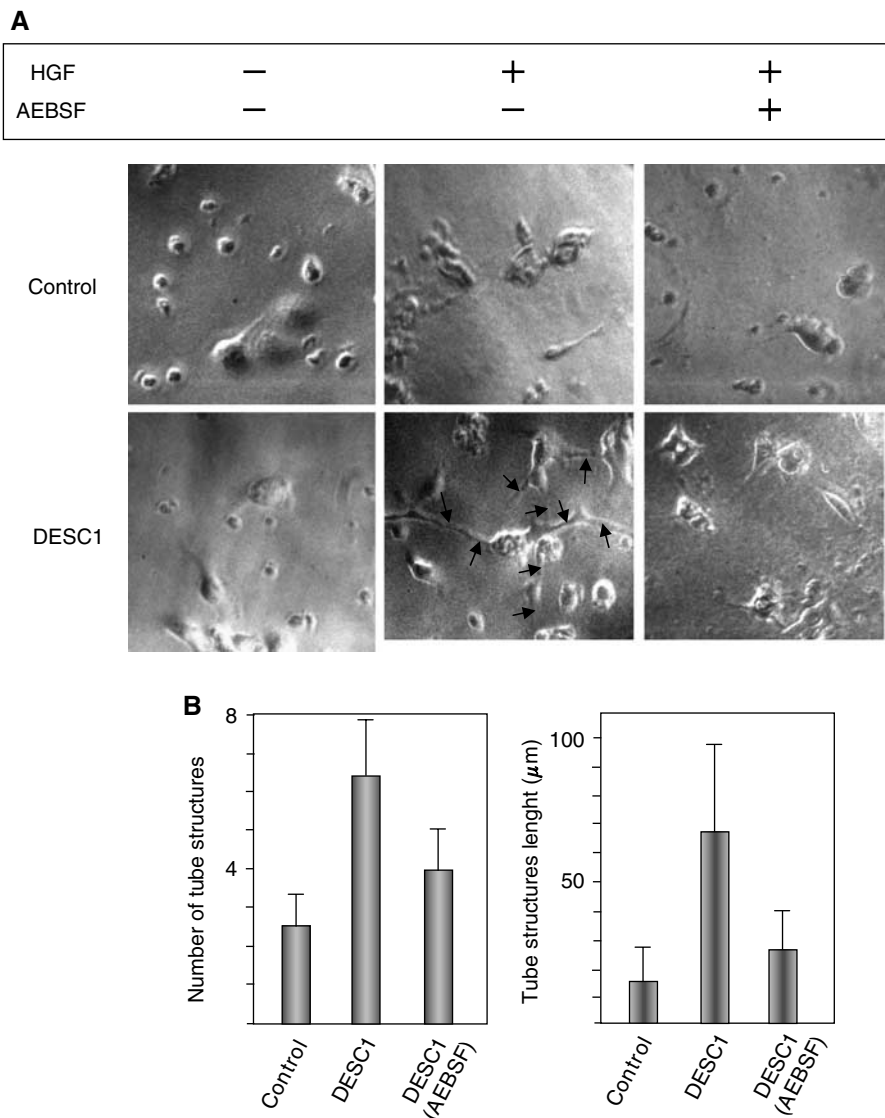 A
HGF − + +
AEBSF − − +
Control
DESC1
B
8
4
Number of tube structures
Control
DESC1
DESC1
(AEBSF)
100
50
Tube structures lenght (μm)
Control
DESC1
DESC1
(AEBSF)